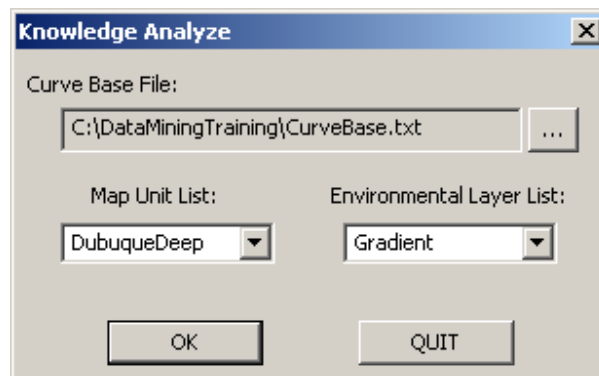 Knowledge Analyze
Curve Base File:
C:\DataMiningTraining\CurveBase.txt ...
Map Unit List: Environmental Layer List:
DubuqueDeep Gradient
OK QUIT